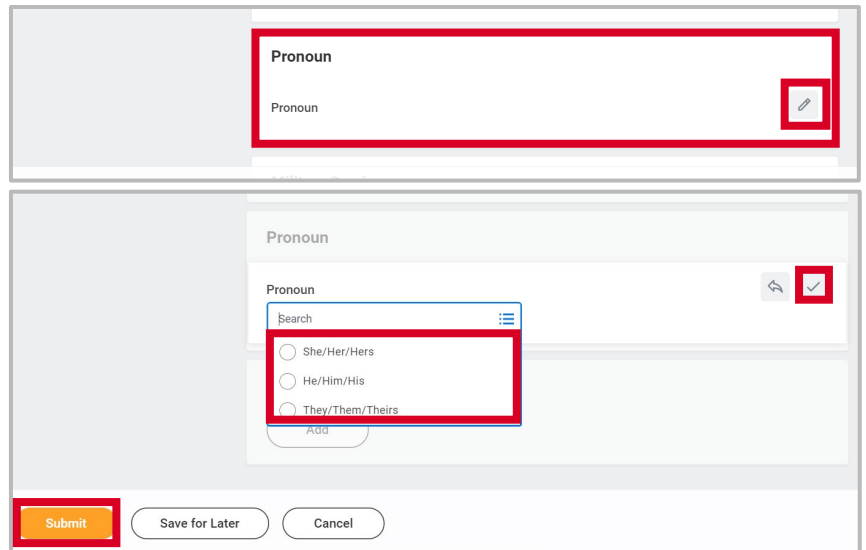 Pronoun
Pronoun
Pronoun
Pronoun
Search
She/Her/Hers
He/Him/His
They/Them/Theirs
Add
Submit
Save for Later
Cancel